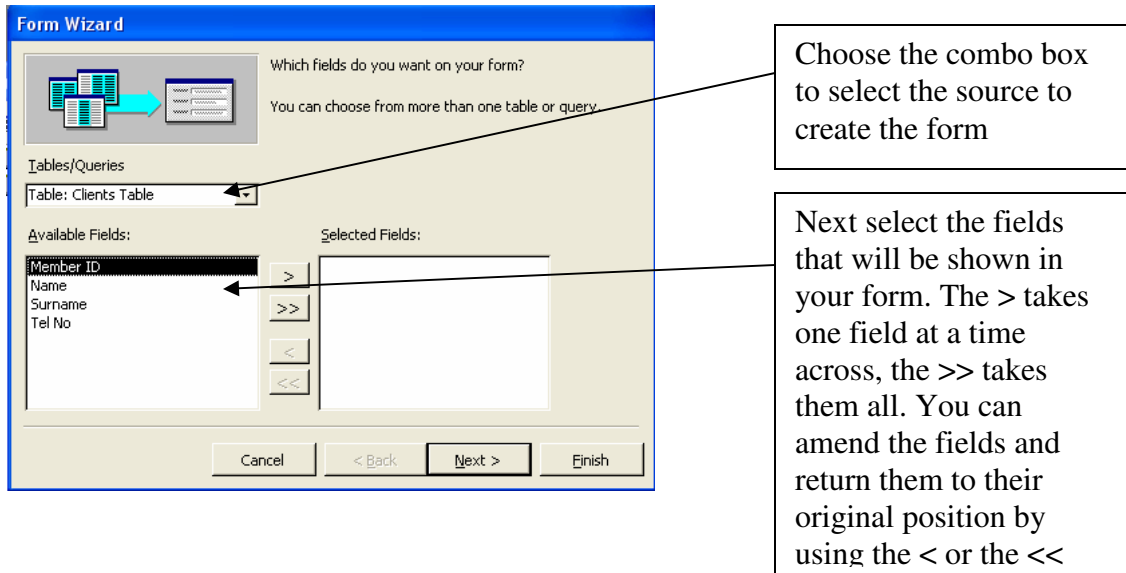 Form Wizard
Which fields do you want on your form?
You can choose from more than one table or query.
Tables/Queries
Table: Clients Table
Available Fields:
Selected Fields:
Member ID
Name
Surname
Tel No
>
>>
<
<<
Cancel
< Back
Next >
Finish
Choose the combo box
to select the source to
create the form
Next select the fields
that will be shown in
your form. The > takes
one field at a time
across, the >> takes
them all. You can
amend the fields and
return them to their
original position by
using the < or the <<